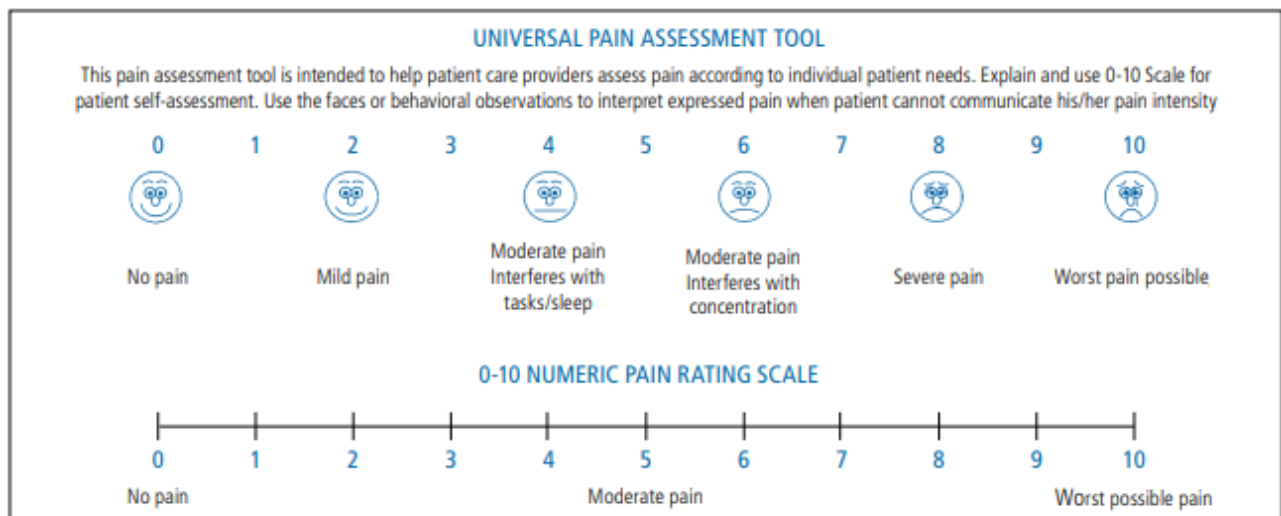 UNIVERSAL PAIN ASSESSMENT TOOL
This pain assessment tool is intended to help patient care providers assess pain according to individual patient needs. Explain and use 0-10 Scale for
patient self-assessment. Use the faces or behavioral observations to interpret expressed pain when patient cannot communicate his/her pain intensity
0 1 2 3 4 5 6 7 8 9 10
No pain
Mild pain
Moderate pain
Interferes with
tasks/sleep
Moderate pain
Interferes with
concentration
Severe pain
Worst pain possible
0-10 NUMERIC PAIN RATING SCALE
0 1 2 3 4 5 6 7 8 9 10
No pain Moderate pain Worst possible pain